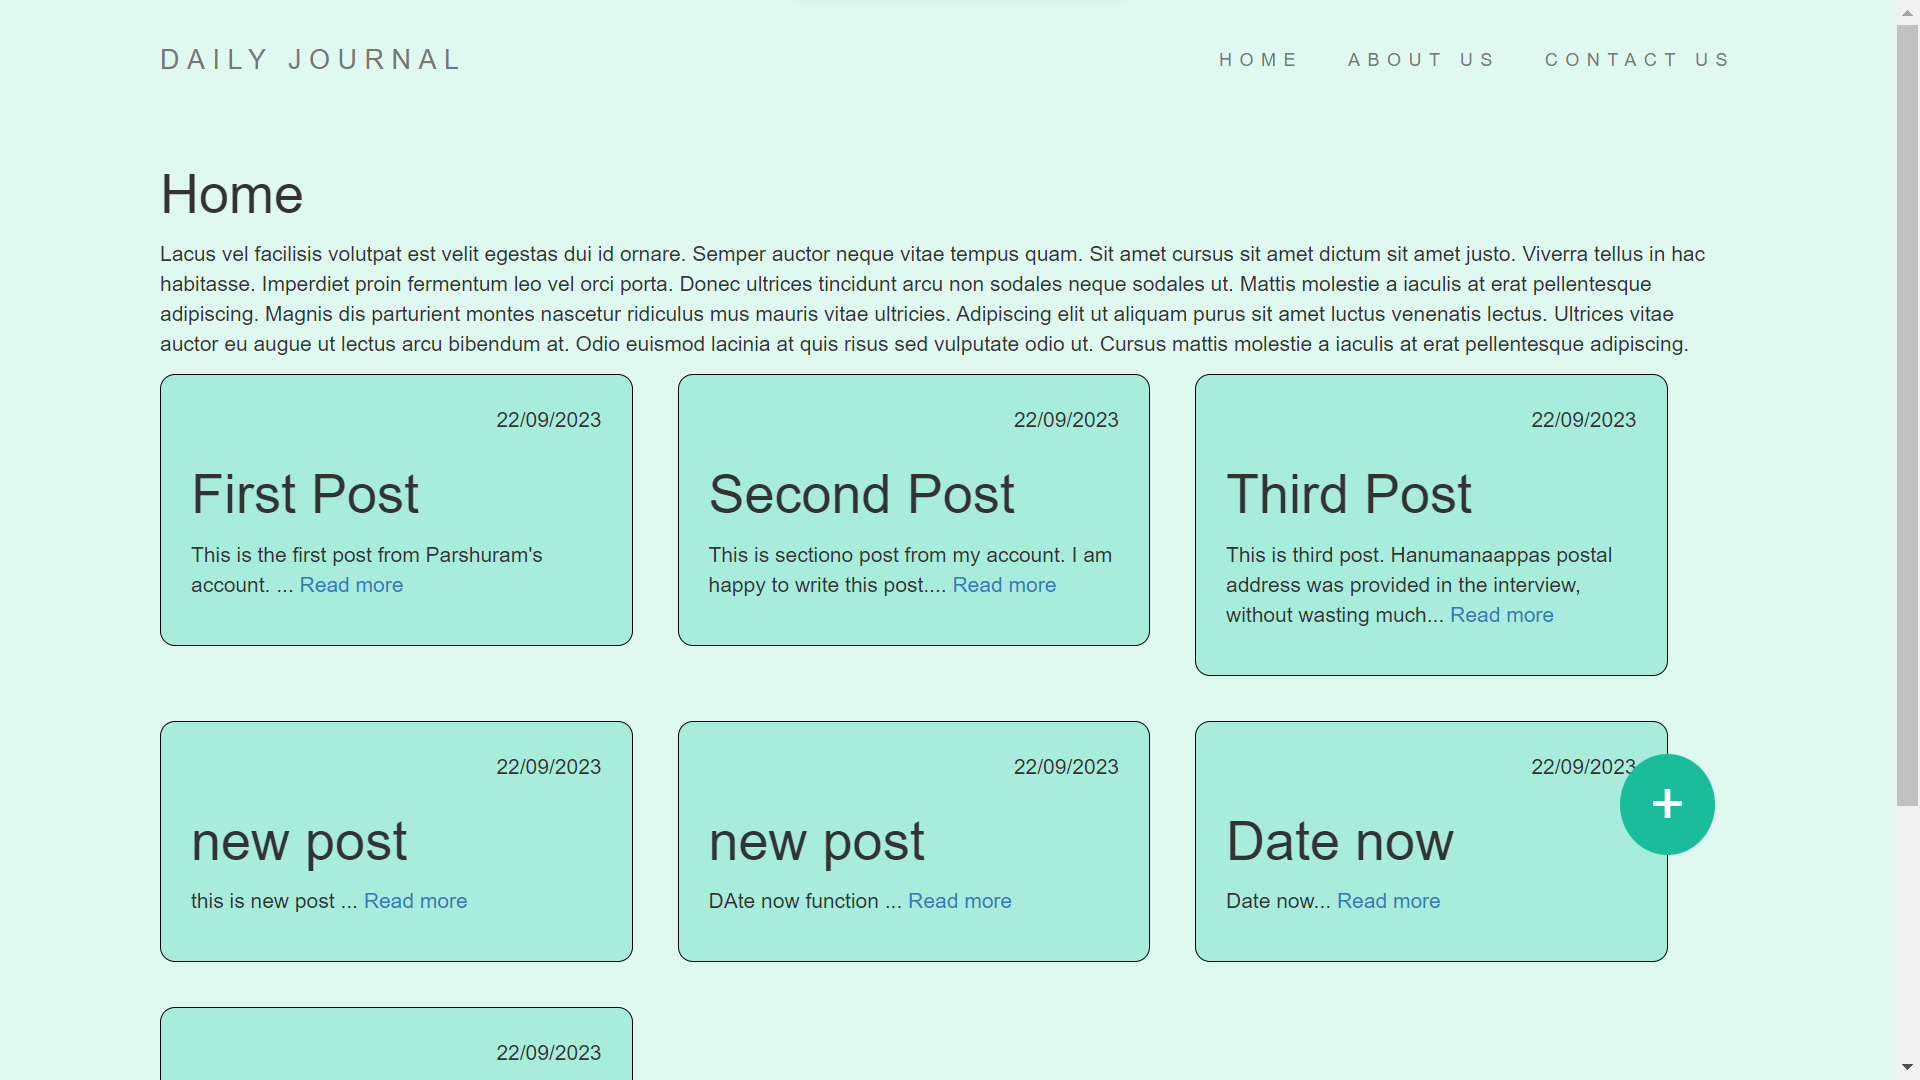 DAILY JOURNAL
HOME ABOUT US CONTACT US
Home
Lacus vel facilisis volutpat est velit egestas dui id ornare. Semper auctor neque vitae tempus quam. Sit amet cursus sit amet dictum sit amet justo. Viverra tellus in hac
habitasse. Imperdiet proin fermentum leo vel orci porta. Donec ultrices tincidunt arcu non sodales neque sodales ut. Mattis molestie a iaculis at erat pellentesque
adipiscing. Magnis dis parturient montes nascetur ridiculus mus mauris vitae ultricies. Adipiscing elit ut aliquam purus sit amet luctus venenatis lectus. Ultrices vitae
auctor eu augue ut lectus arcu bibendum at. Odio euismod lacinia at quis risus sed vulputate odio ut. Cursus mattis molestie a iaculis at erat pellentesque adipiscing.
22/09/2023
First Post
This is the first post from Parshuram's
account. ... Read more
22/09/2023
Second Post
This is sectiono post from my account. I am
happy to write this post.... Read more
22/09/2023
Third Post
This is third post. Hanumanaappas postal
address was provided in the interview,
without wasting much... Read more
22/09/2023
new post
this is new post ... Read more
22/09/2023
new post
DAte now function ... Read more
22/09/2023
Date now
Date now... Read more
+
22/09/2023